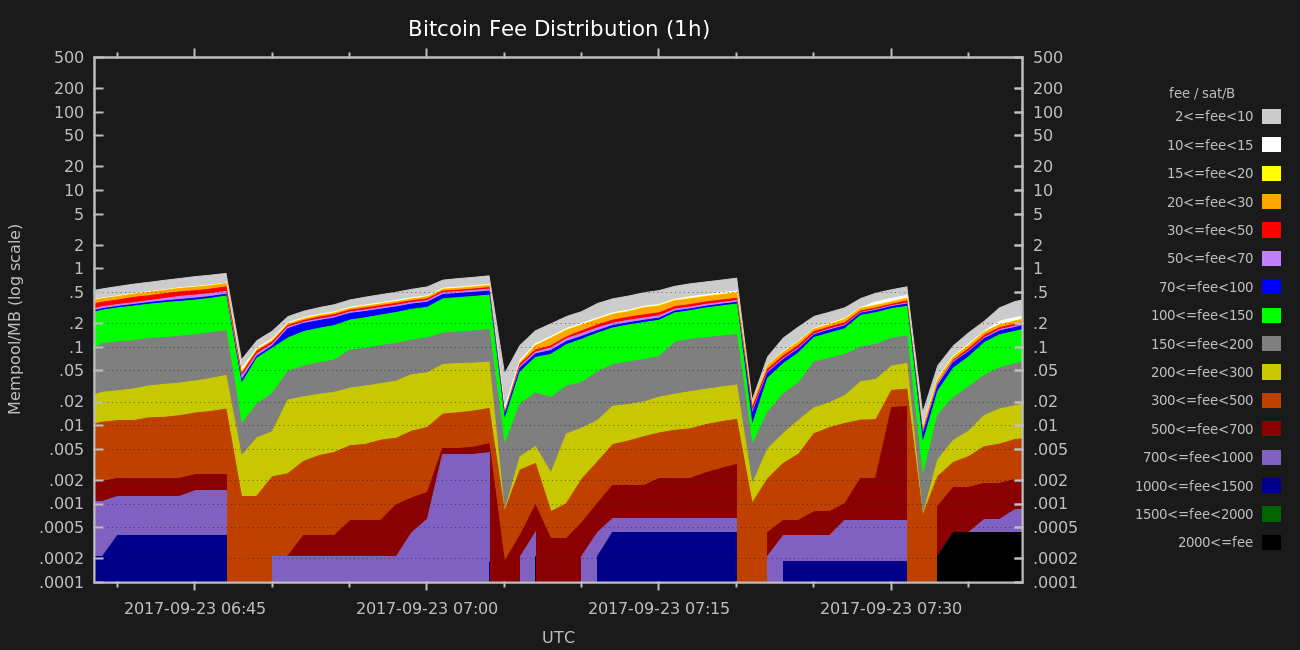 Bitcoin Fee Distribution (1h)
500
200
100
50
20
10
5
2
1
.5
.2
.1
.05
.02
.01
.005
.002
.001
.0005
.0002
.0001
Mempool/MB (log scale)
500
200
100
50
20
10
5
2
1
.5
.2
.1
.05
.02
.01
.005
.002
.001
.0005
.0002
.0001
2017-09-23 06:45 2017-09-23 07:00 2017-09-23 07:15 2017-09-23 07:30
UTC
fee / sat/B
2<=fee<10
10<=fee<15
15<=fee<20
20<=fee<30
30<=fee<50
50<=fee<70
70<=fee<100
100<=fee<150
150<=fee<200
200<=fee<300
300<=fee<500
500<=fee<700
700<=fee<1000
1000<=fee<1500
1500<=fee<2000
2000<=fee